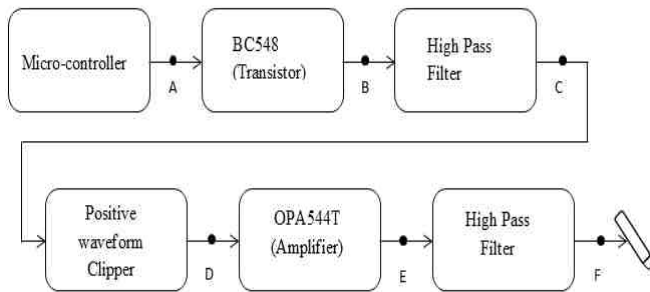 Micro-controller
A
BC548
(Transistor)
B
High Pass
Filter
C
Positive
waveform
Clipper
D
OPA544T
(Amplifier)
E
High Pass
Filter
F